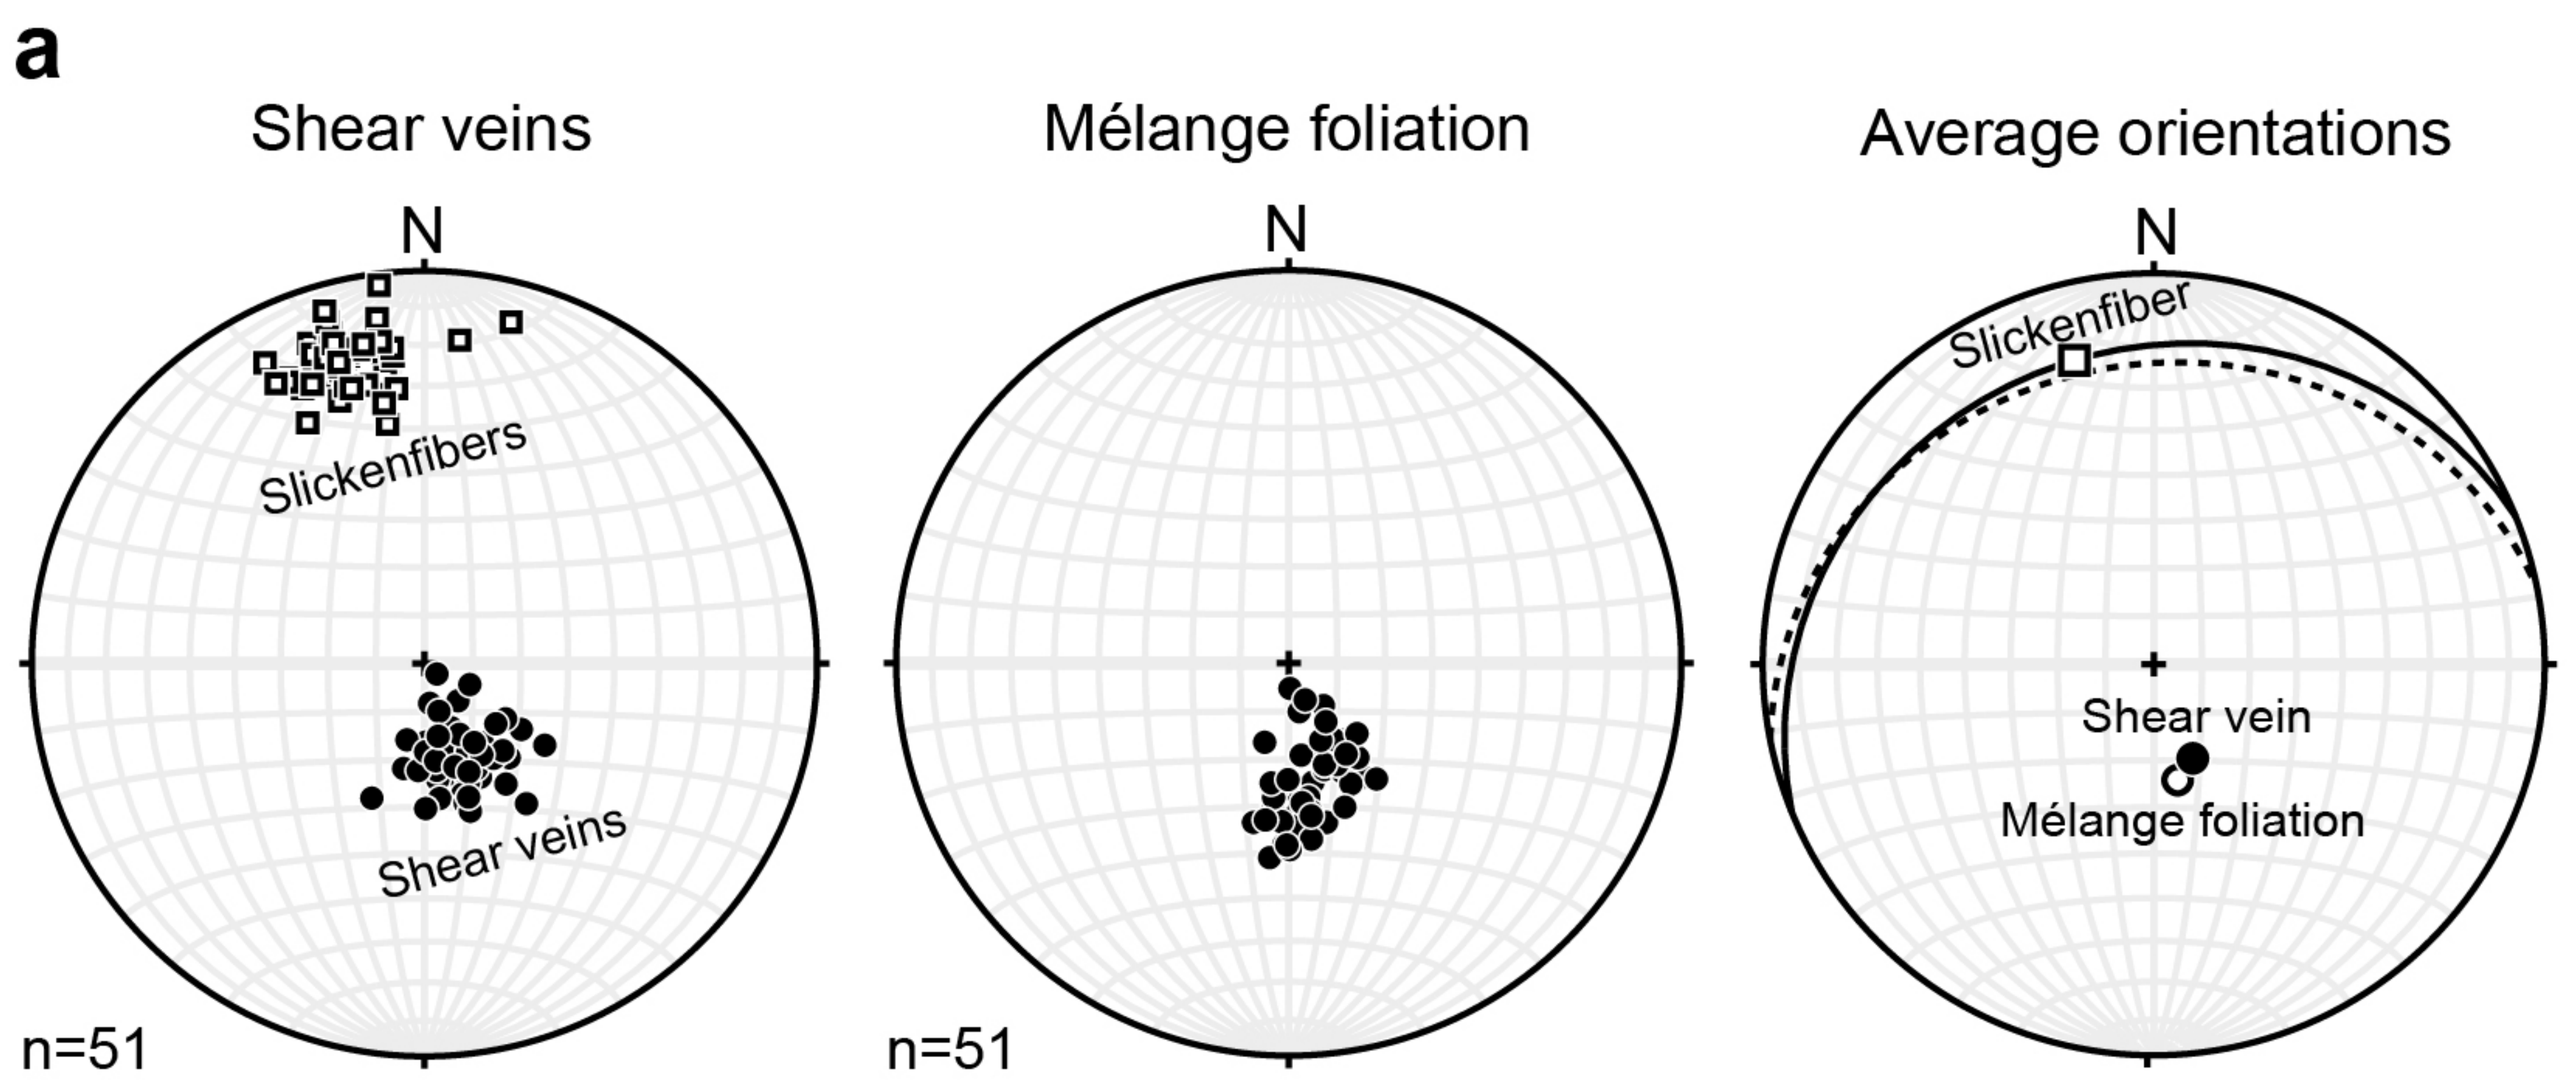 a
Shear veins
Mélange foliation
Average orientations
N
N
N
Slickenfibers
Shear veins
n=51
n=51
Slickenfiber
Shear vein
Mélange foliation